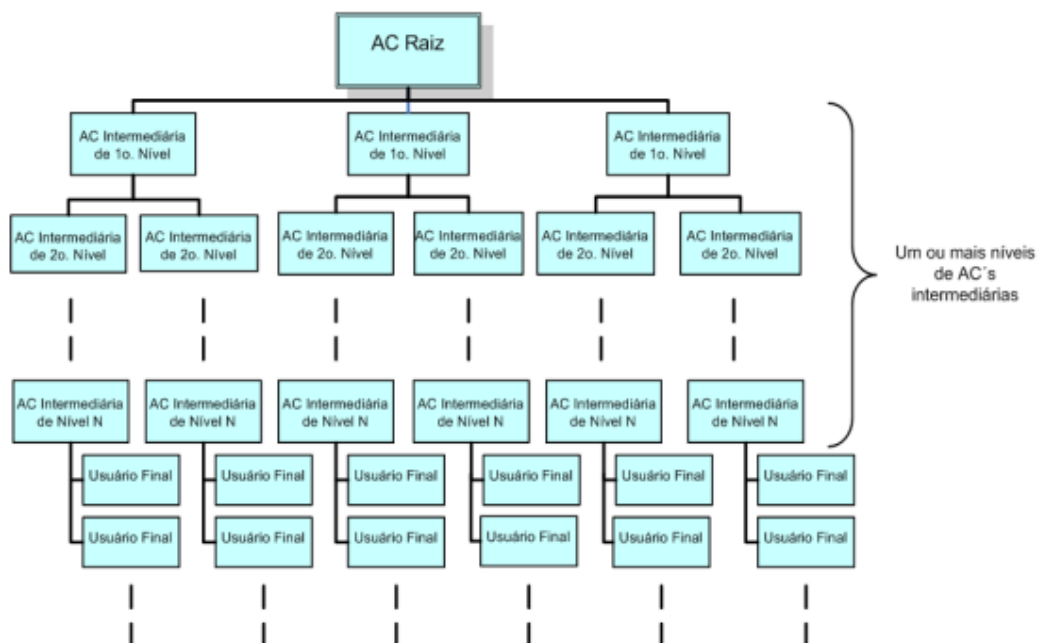 AC Raiz
AC Intermediária
de 1o. Nível
AC Intermediária
de 1o. Nível
AC Intermediária
de 1o. Nível
AC Intermediária
de 2o. Nível
AC Intermediária
de 2o. Nível
AC Intermediária
de 2o. Nível
AC Intermediária
de 2o. Nível
AC Intermediária
de 2o. Nível
AC Intermediária
de 2o. Nível
Um ou mais níveis
de AC´s
intermediárias
AC Intermediária
de Nível N
AC Intermediária
de Nível N
AC Intermediária
de Nível N
AC Intermediária
de Nível N
AC Intermediária
de Nível N
AC Intermediária
de Nível N
Usuário Final
Usuário Final
Usuário Final
Usuário Final
Usuário Final
Usuário Final
Usuário Final
Usuário Final
Usuário Final
Usuário Final
Usuário Final
Usuário Final